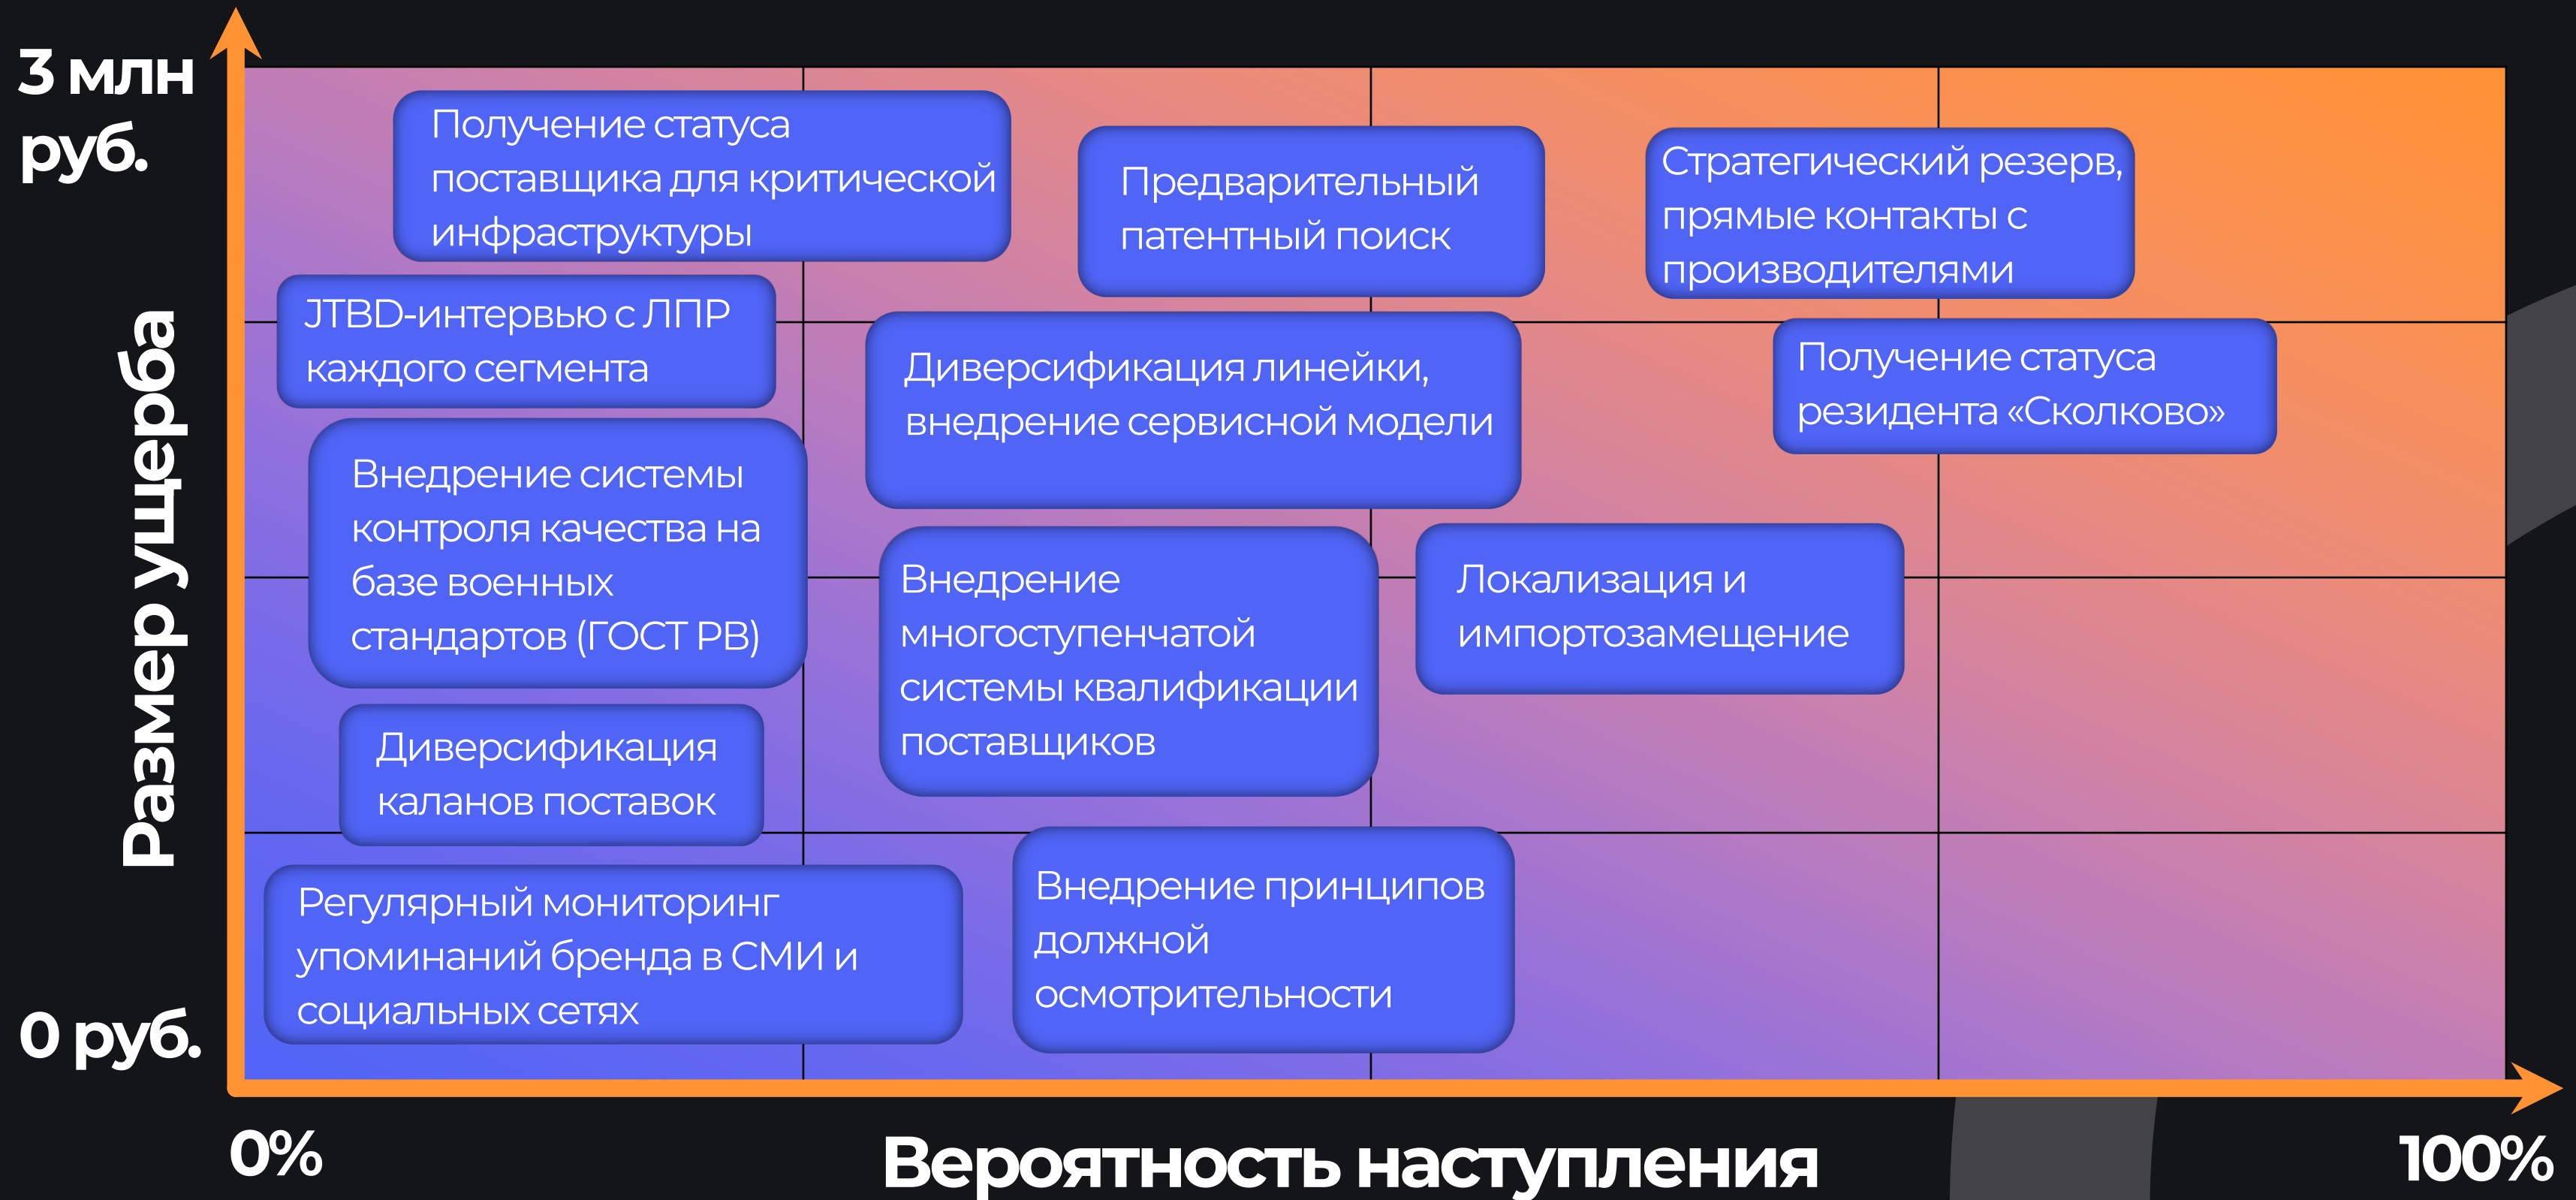 3 млн
руб.
Размер ущерба
0 руб.
Получение статуса
поставщика для критической
инфраструктуры
Предварительный
патентный поиск
Стратегический резерв,
прямые контакты с
производителями
JTBD-интервью с ЛПР
каждого сегмента
Диверсификация линейки,
внедрение сервисной модели
Получение статуса
резидента «Сколково»
Внедрение системы
контроля качества на
базе военных
стандартов (ГОСТ РВ)
Внедрение
многоступенчатой
системы квалификации
поставщиков
Локализация и
импортозамещение
Диверсификация
каланов поставок
Регулярный мониторинг
упоминаний бренда в СМИ и
социальных сетях
Внедрение принципов
должной
осмотрительности
0%
Вероятность наступления
100%